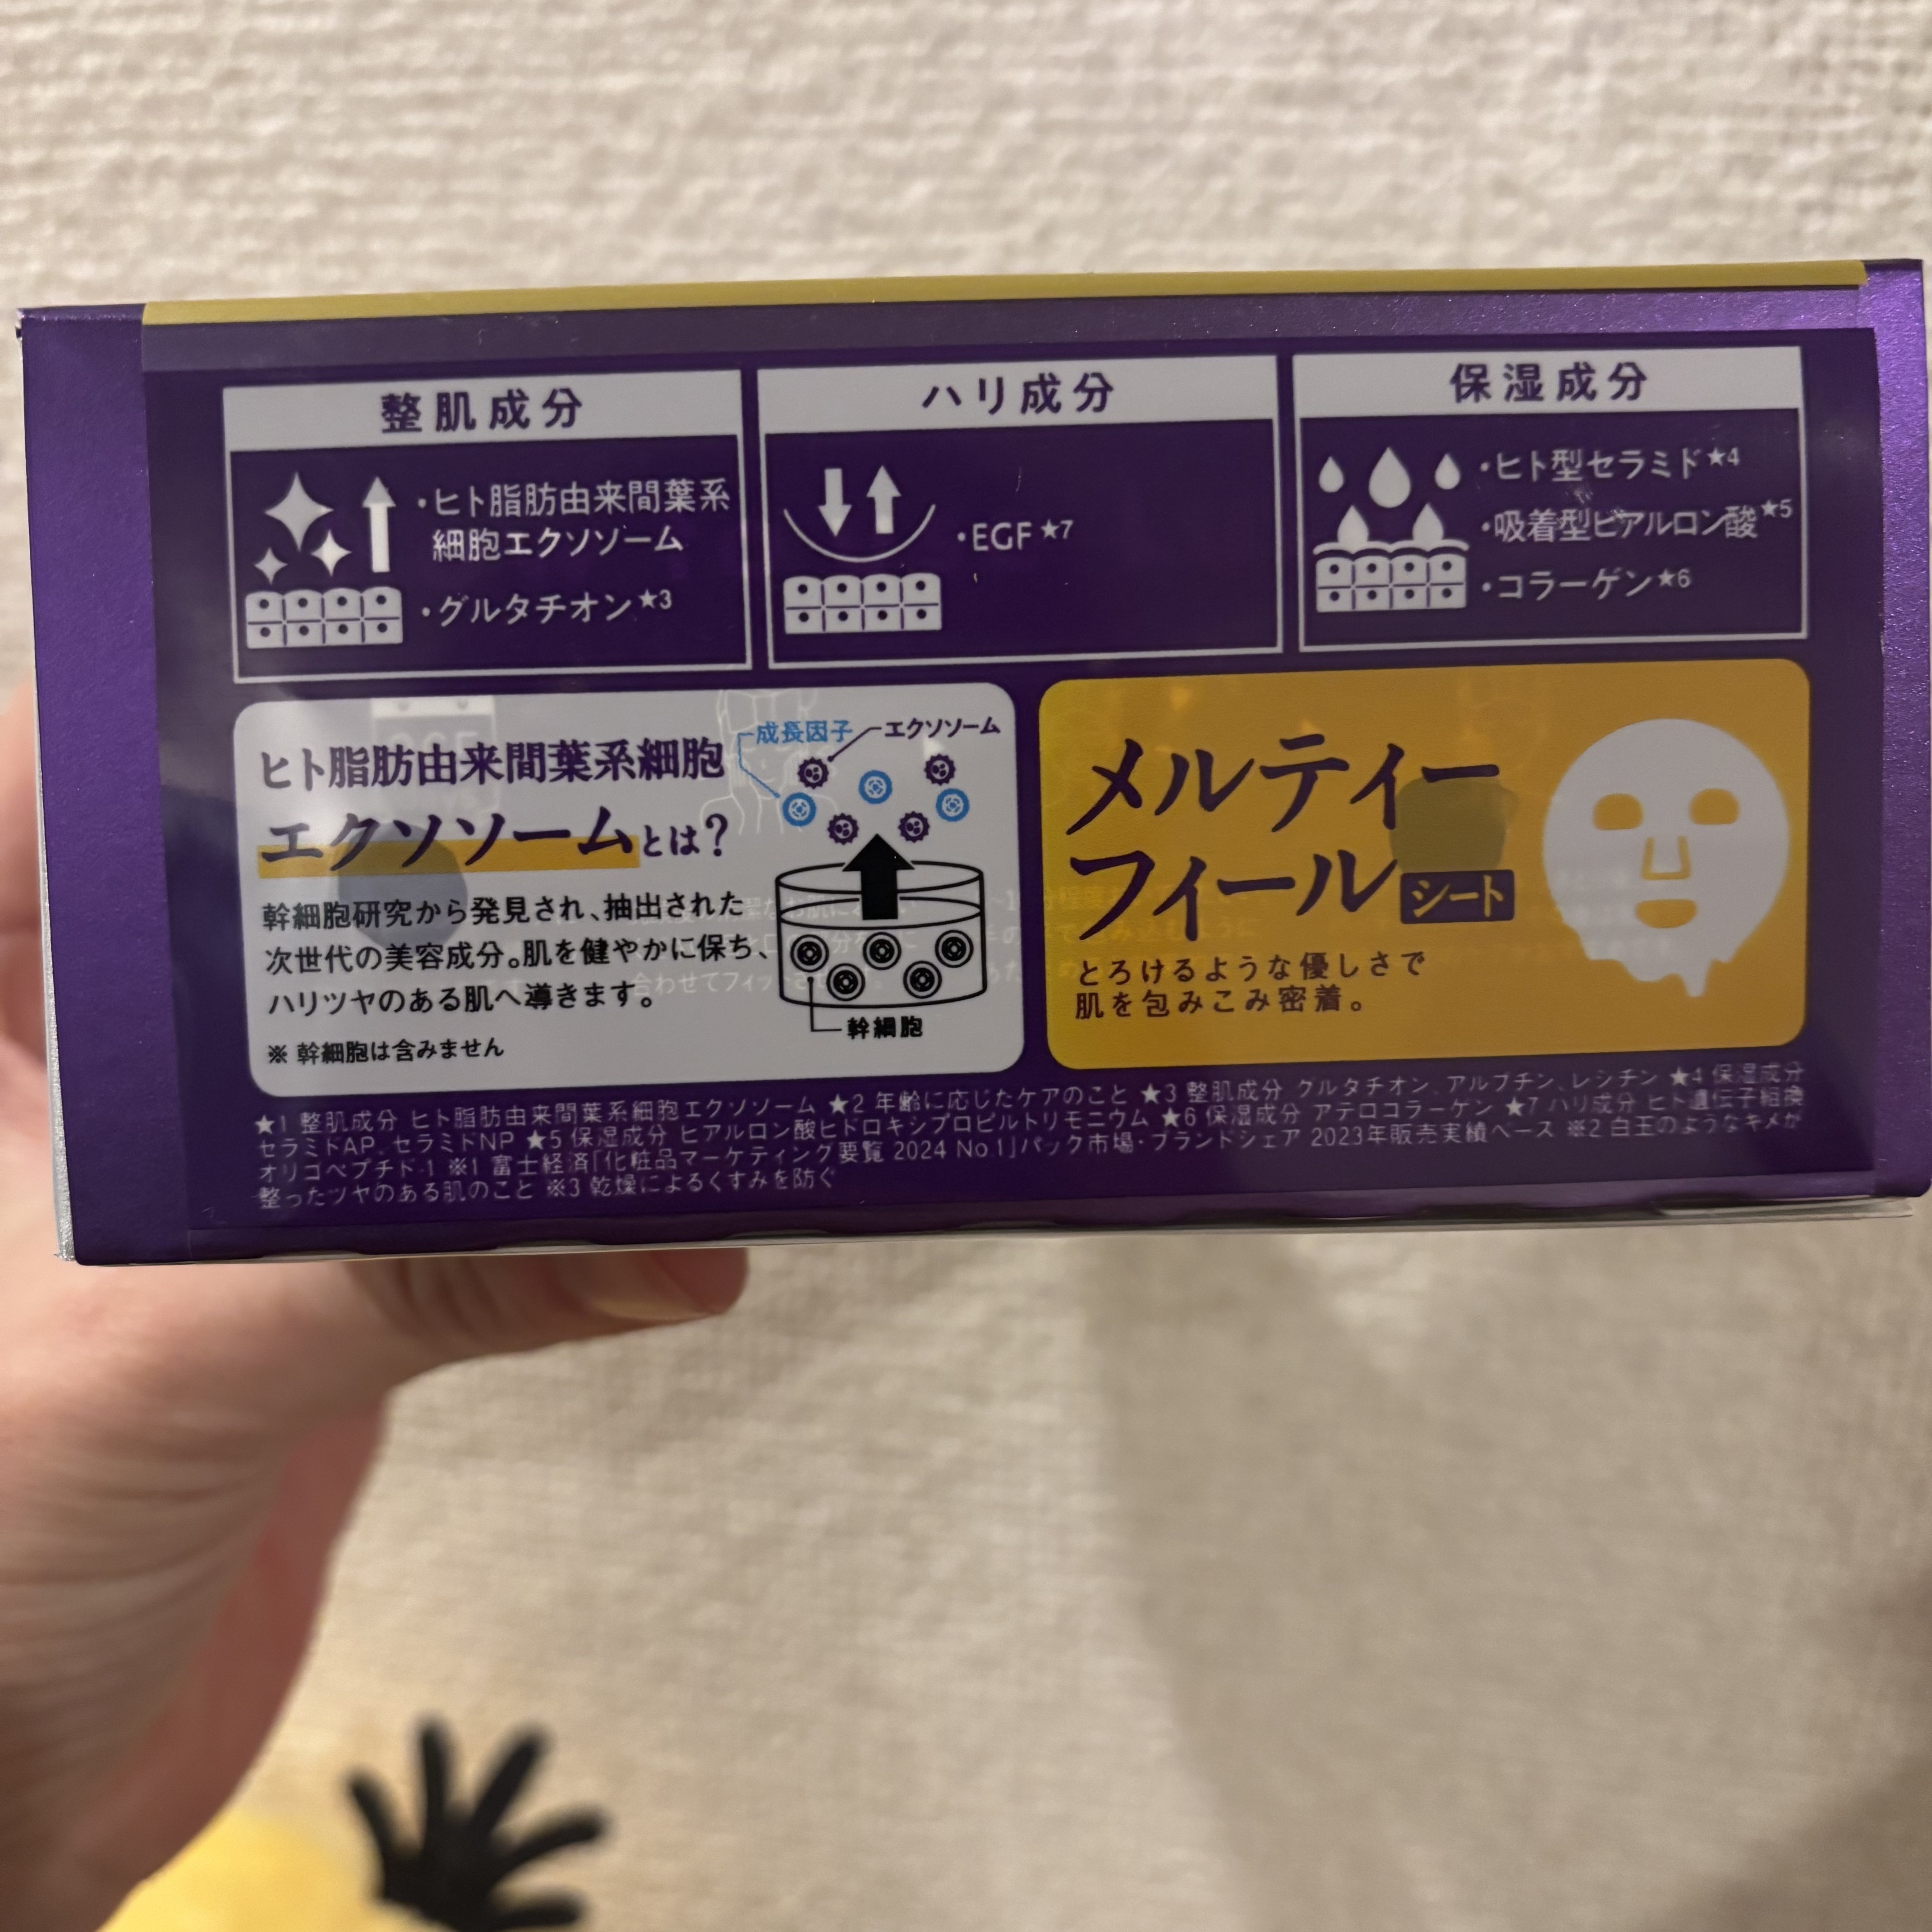 整肌成分
・ヒト脂肪由来間葉系
細胞エクソソーム
・グルタチオン★3
ハリ成分
・EGF★7
保湿成分
・ヒト型セラミド★4
・吸着型ヒアルロン酸★5
・コラーゲン★6
ヒト脂肪由来間葉系細胞
エクソソームとは?
幹細胞研究から発見され、抽出された
次世代の美容成分。肌を健やかに保ち、
ハリツヤのある肌へ導きます。
※ 幹細胞は含みません
成長因子
エクソソーム
幹細胞
メルティー
フィール シート
とろけるような優しさで
肌を包みこみ密着。
★1 整肌成分 ヒト脂肪由来間葉系細胞エクソソーム ★2 年齢に応じたケアのこと ★3 整肌成分 グルタチオン、アルブチン、レシチン ★4 保湿成分
セラミドAP、セラミドNP ★5 保湿成分 ヒアルロン酸ヒドロキシプロピルトリモニウム ★6 保湿成分 アテロコラーゲン ★7 ハリ成分 ヒト遺伝子組換
オリゴペプチド-1 ※1 富士経済「化粧品マーケティング要覧 2024 No 1」パック市場・ブランドシェア 2023年販売実績ベース ※2 白玉のようなキメが
整ったツヤのある肌のこと ※3 乾燥によるくすみを防ぐ